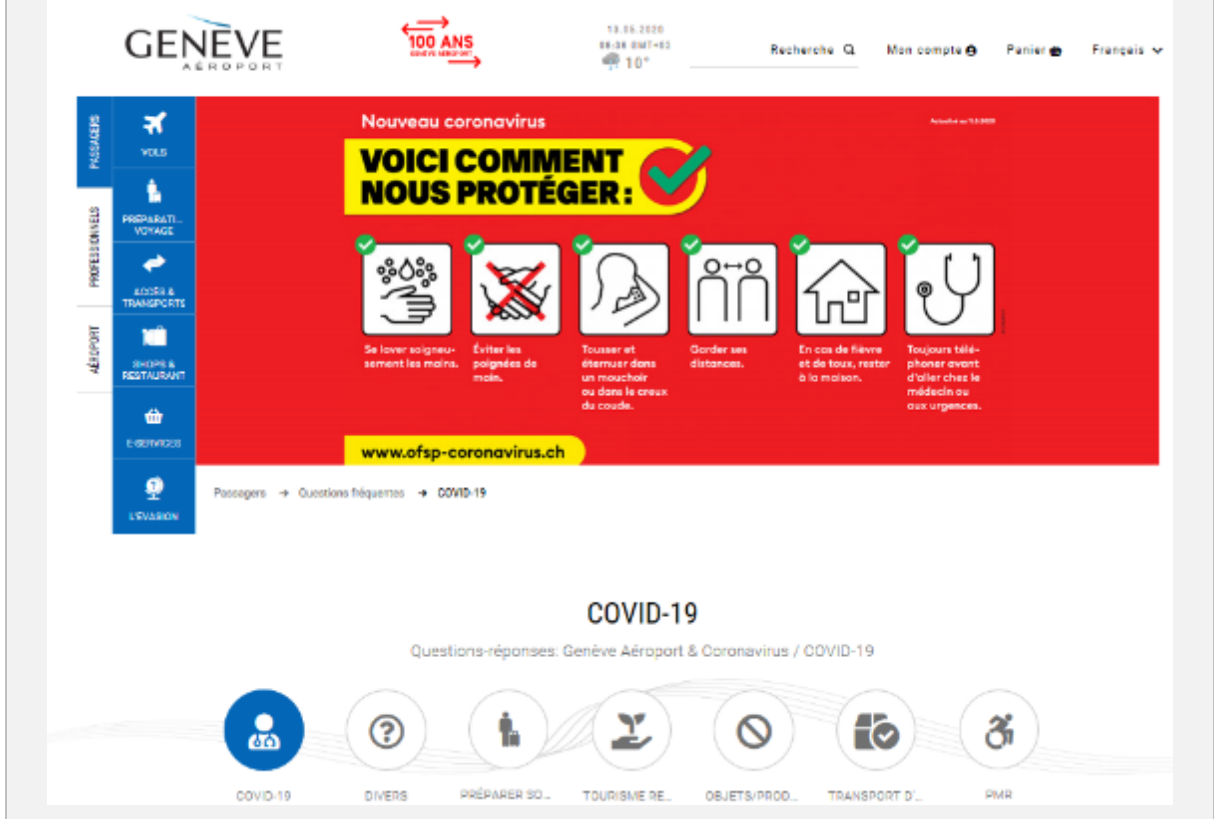 GENÈVE
AÉROPORT
100 ANS
GENÈVE AÉROPORT
13.05.2020
10°
Recherche
Mon compte
Panier
Français
PASSAGERS
PROFESSIONNELS
AÉROPORT
VOLS
PRÉPARATI...
VOYAGE
ACCÈS &
TRANSPORTS
SHOPS &
RESTAURANT
E-SERVICES
L'ÉVASION
Nouveau coronavirus
VOICI COMMENT
NOUS PROTÉGER :
Se laver soigneu-
sement les mains.
Éviter les
poignées de
main.
Tousser et
éternuer dans
un mouchoir
ou dans le creux
du coude.
Garder ses
distances.
En cas de fièvre
et de toux, rester
à la maison.
Toujours télé-
phoner avant
d'aller chez le
médecin ou
aux urgences.
www.ofsp-coronavirus.ch
Passagers → Questions fréquentes → COVID-19
COVID-19
Questions-réponses: Genève Aéroport & Coronavirus / COVID-19
COVID-19
DIVERS
PRÉPARER SO...
TOURISME RE...
OBJETS/PROD...
TRANSPORT D'...
PMR